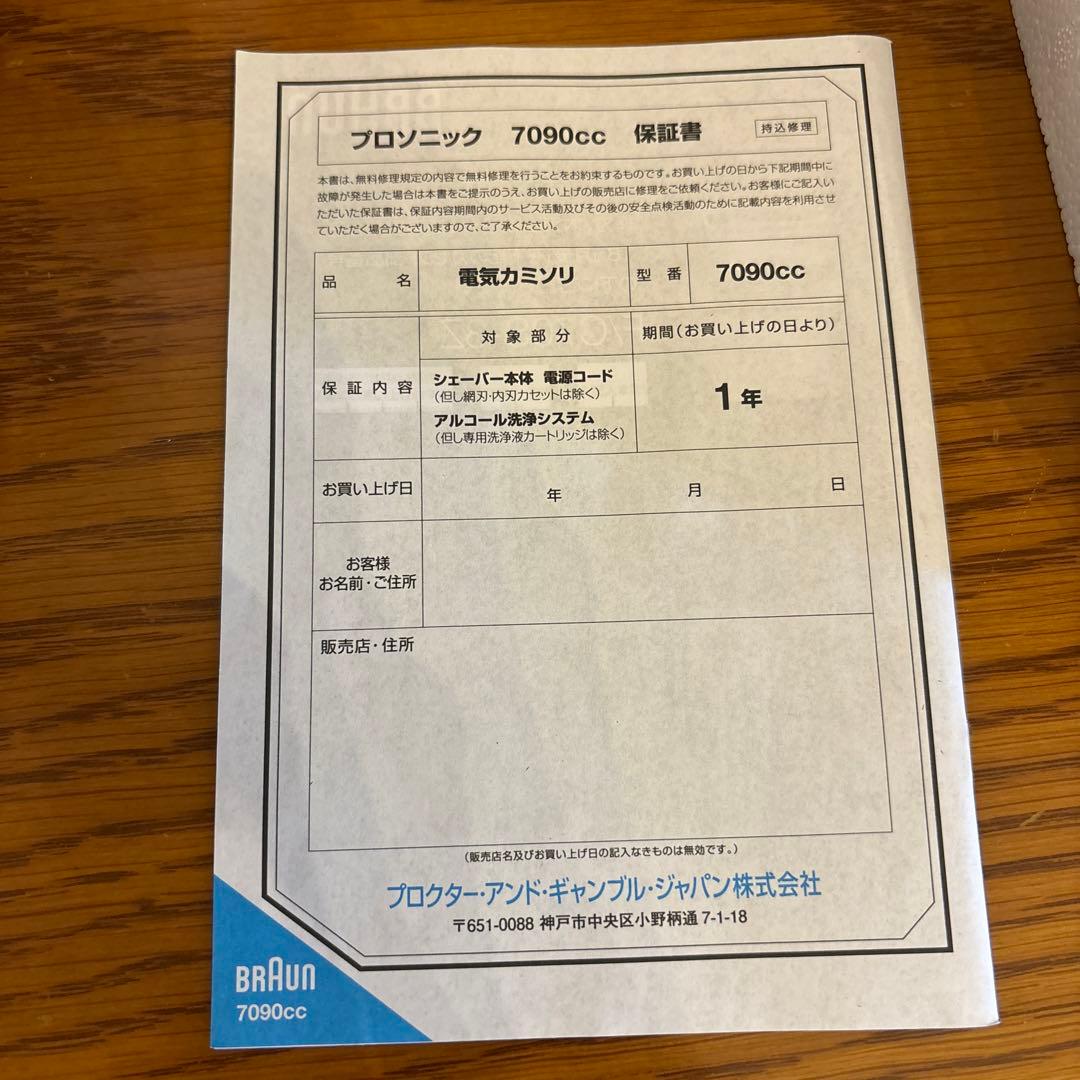 プロソニック 7090cc 保証書 持込修理
本書は、無料修理規定の内容で無料修理を行うことをお約束するものです。お買い上げの日から下記期間中に
故障が発生した場合は本書をご提示のうえ、お買い上げの販売店に修理をご依頼ください。お客様にご記入い
ただいた保証書は、保証内容期間内のサービス活動及びその後の安全点検活動のために記載内容を利用させ
ていただく場合がございますので、ご了承ください。
品名 電気カミソリ 型番 7090cc
対象部分 期間(お買い上げの日より)
保証内容
シェーバー本体 電源コード
(但し網刃・内刃カセットは除く)
アルコール洗浄システム
(但し専用洗浄液カートリッジは除く)
1年
お買い上げ日 年 月 日
お客様
お名前・ご住所
販売店・住所
(販売店名及びお買い上げ日の記入なきものは無効です。)
プロクター・アンド・ギャンブル・ジャパン株式会社
〒651-0088 神戸市中央区小野柄通7-1-18
BRAUN
7090cc